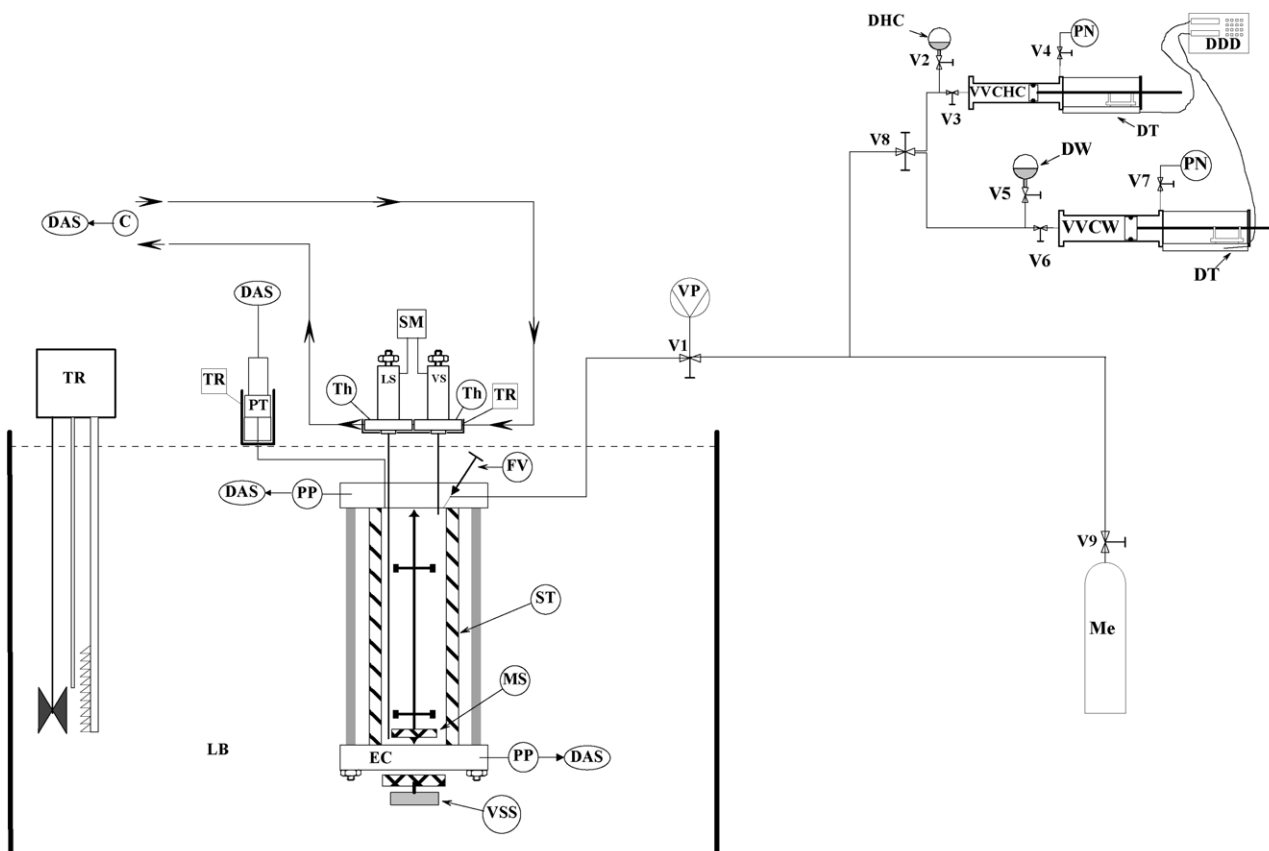 DHC
PN
DDD
V4
V2
VVCHC
V3
DT
V8
DW
PN
V7
V5
DAS
C
VVCW
V6
DT
DAS
VP
SM
V1
TR
TR
LS
VS
Th
Th
TR
PT
FV
DAS
PP
V9
ST
Me
MS
LB
EC
PP
DAS
VSS